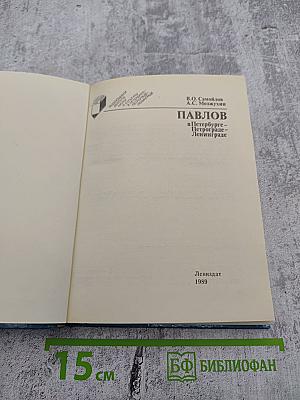 В.О. Самойлов
А.С. Мозжухин
ПАВЛОВ
в Петербурге –
Петрограде –
Ленинграде
Лениздат
1989
15 см
БФ БИБЛИОФАН